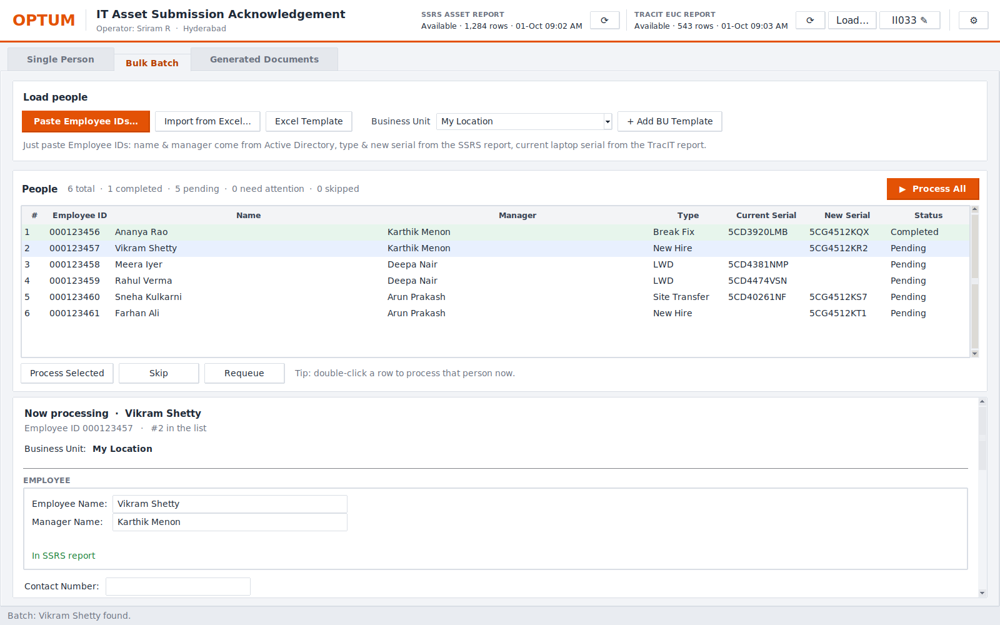 OPTUM
IT Asset Submission Acknowledgement
Operator: Sriram R · Hyderabad
SSRS ASSET REPORT
Available · 1,284 rows · 01-Oct 09:02 AM
TRACIT EUC REPORT
Available · 543 rows · 01-Oct 09:03 AM
Load...
II033
Single Person
Bulk Batch
Generated Documents
Load people
Paste Employee IDs...
Import from Excel...
Excel Template
Business Unit
My Location
+ Add BU Template
Just paste Employee IDs: name & manager come from Active Directory, type & new serial from the SSRS report, current laptop serial from the TracIT report.
People
6 total · 1 completed · 5 pending · 0 need attention · 0 skipped
▶ Process All
# Employee ID Name Manager Type Current Serial New Serial Status
1 000123456 Ananya Rao Karthik Menon Break Fix 5CD3920LMB 5CG4512KQX Completed
2 000123457 Vikram Shetty Karthik Menon New Hire 5CG4512KR2 Pending
3 000123458 Meera Iyer Deepa Nair LWD 5CD4381NMP Pending
4 000123459 Rahul Verma Deepa Nair LWD 5CD4474VSN Pending
5 000123460 Sneha Kulkarni Arun Prakash Site Transfer 5CD40261NF 5CG4512KS7 Pending
6 000123461 Farhan Ali Arun Prakash New Hire 5CG4512KT1 Pending
Process Selected
Skip
Requeue
Tip: double-click a row to process that person now.
Now processing · Vikram Shetty
Employee ID 000123457 · #2 in the list
Business Unit: My Location
EMPLOYEE
Employee Name: Vikram Shetty
Manager Name: Karthik Menon
In SSRS report
Contact Number:
Batch: Vikram Shetty found.